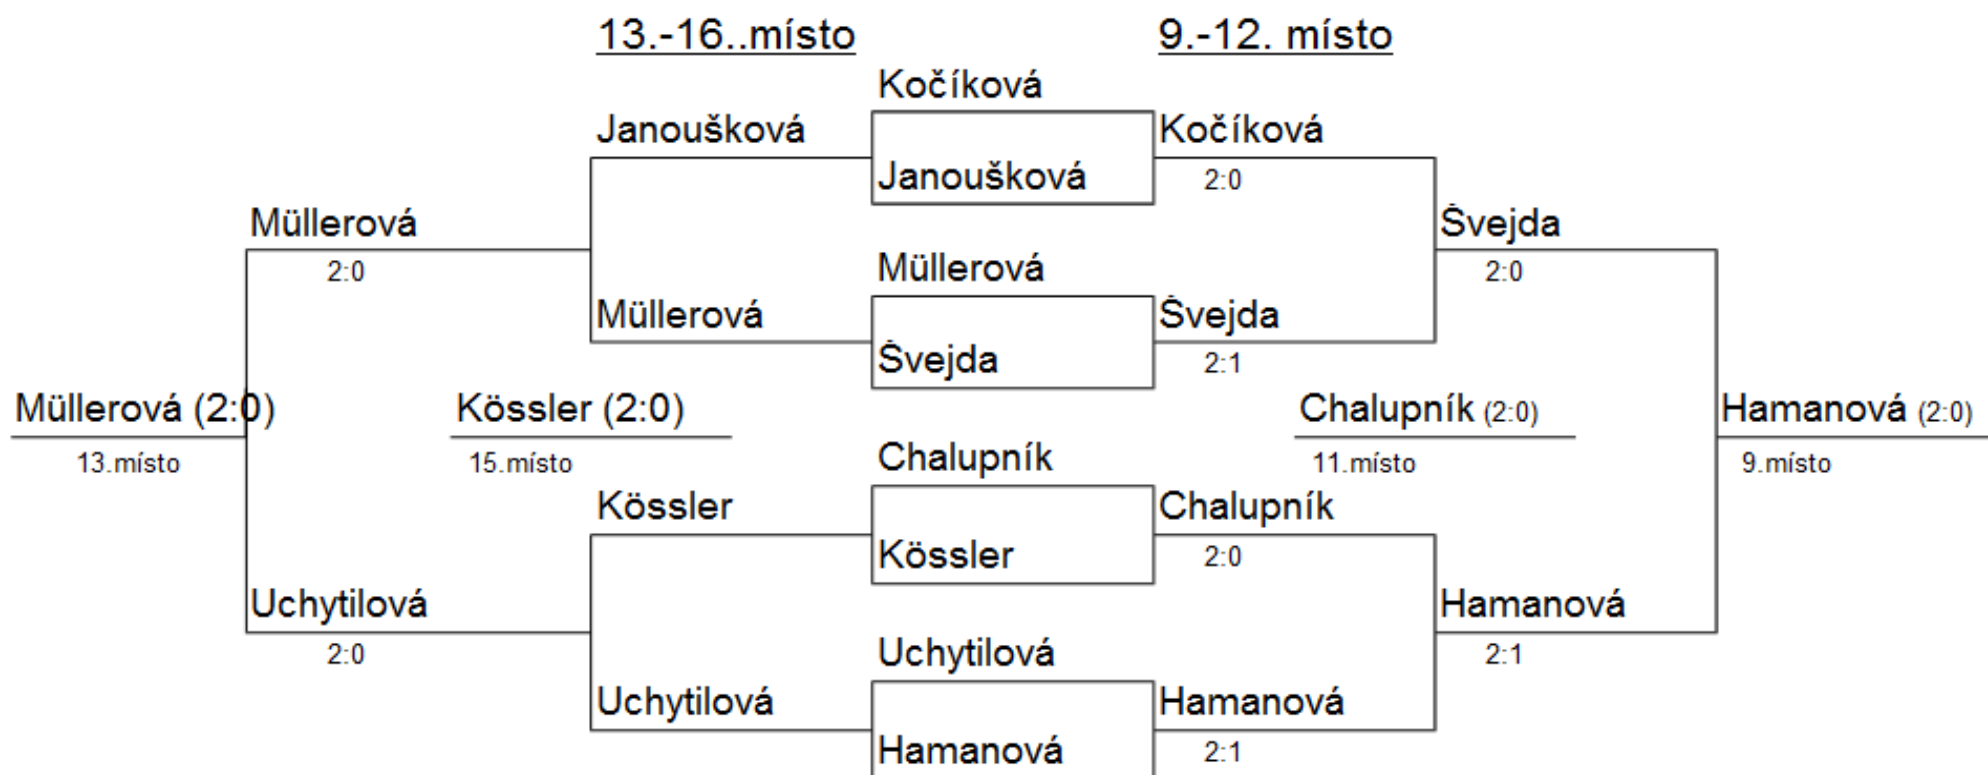 13.-16..místo
9.-12. místo
Kočíková
Janoušková
Kočíková
Janoušková
2:0
Müllerová
Švejda
2:0
Müllerová
2:0
Müllerová
Švejda
Švejda
2:1
Müllerová (2:0)
Kössler (2:0)
Chalupník (2:0)
Hamanová (2:0)
13.místo
15.místo
Chalupník
11.místo
9.místo
Kössler
Chalupník
Kössler
2:0
Uchytilová
Hamanová
2:0
Uchytilová
2:1
Uchytilová
Hamanová
Hamanová
2:1